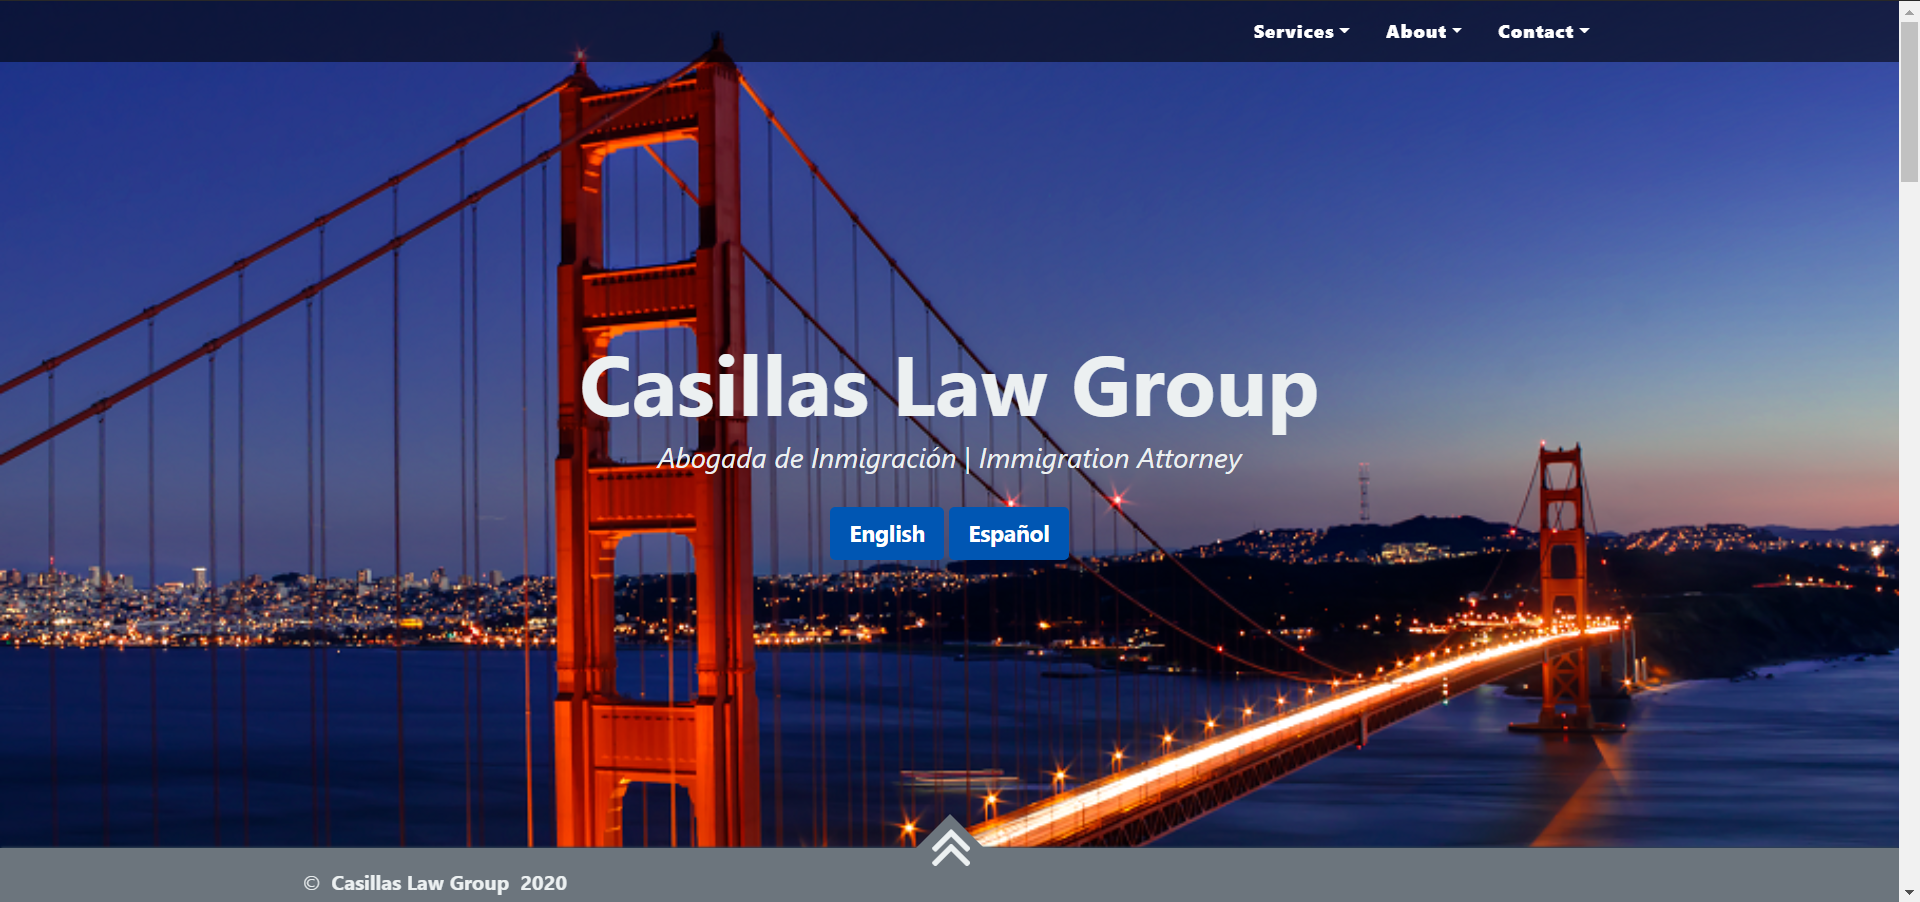 Services About Contact
Casillas Law Group
Abogada de Inmigración | Immigration Attorney
English Español
© Casillas Law Group 2020